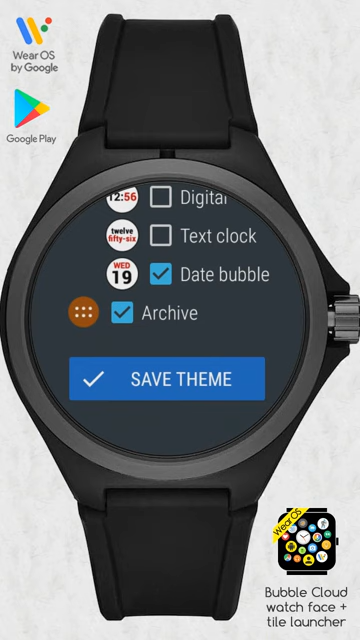 Wear OS
by Google
Google Play
12:56
Digital
twelve
fifty-six
Text clock
WED
19
Date bubble
Archive
SAVE THEME
Wear OS
Bubble Cloud
watch face +
tile launcher